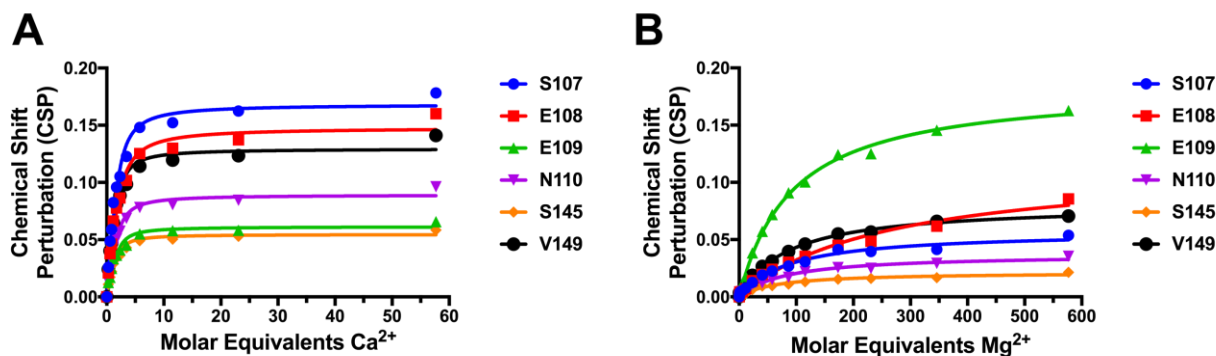 A
Chemical Shift
Perturbation (CSP)
0.20
0.15
0.10
0.05
0.00
0 10 20 30 40 50 60
Molar Equivalents Ca²⁺
S107
E108
E109
N110
S145
V149
B
Chemical Shift
Perturbation (CSP)
0.20
0.15
0.10
0.05
0.00
0 100 200 300 400 500 600
Molar Equivalents Mg²⁺
S107
E108
E109
N110
S145
V149